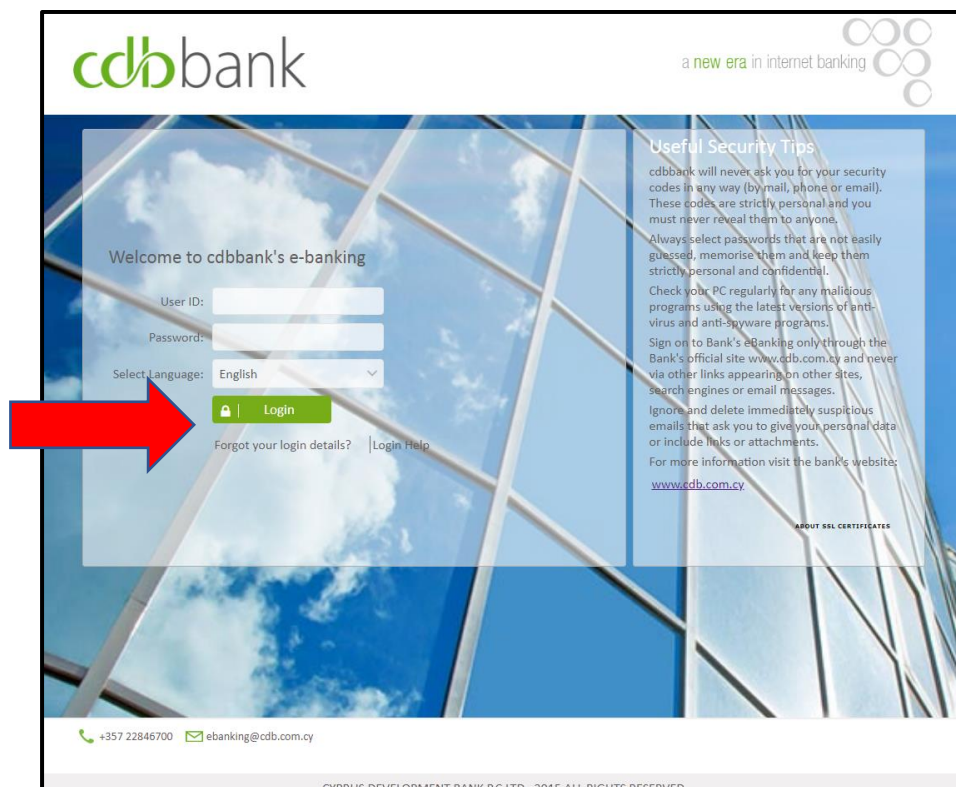 cdbbank
a new era in internet banking
Useful Security Tips
cdbbank will never ask you for your security
codes in any way (by mail, phone or email).
These codes are strictly personal and you
must never reveal them to anyone.
Always select passwords that are not easily
guessed, memorise them and keep them
strictly personal and confidential.
Check your PC regularly for any malicious
programs using the latest versions of anti-
virus and anti-spyware programs.
Sign on to Bank's eBanking only through the
Bank's official site www.cdb.com.cy and never
via other links appearing on other sites,
search engines or email messages.
Ignore and delete immediately suspicious
emails that ask you to give your personal data
or include links or attachments.
For more information visit the bank's website:
www.cdb.com.cy
ABOUT SSL CERTIFICATES
Welcome to cdbbank's e-banking
User ID:
Password:
Select Language: English
Login
Forgot your login details? |Login Help
+357 22846700 ebanking@cdb.com.cy
CYPRUS DEVELOPMENT BANK P.C LTD - 2015 ALL RIGHTS RESERVED